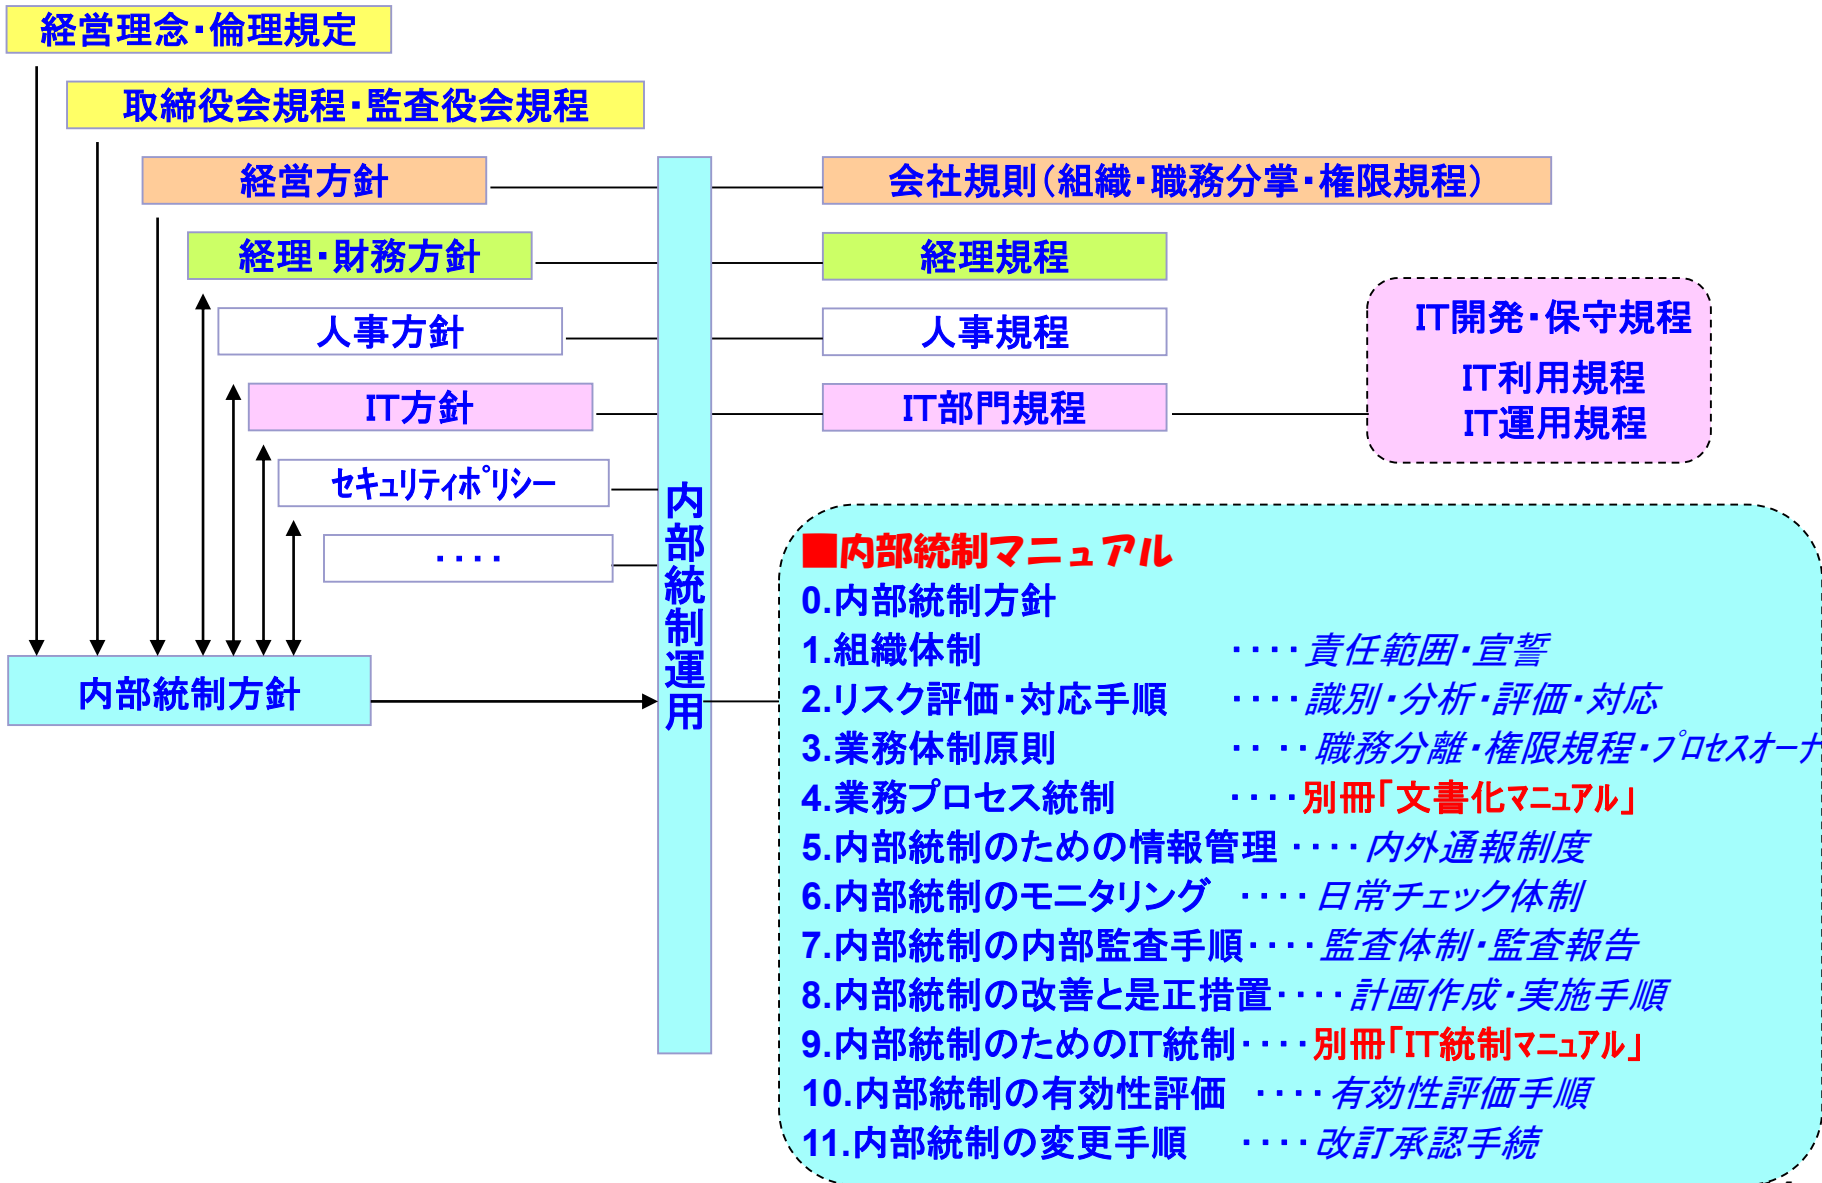 経営理念・倫理規定
取締役会規程・監査役会規程
経営方針
会社規則（組織・職務分掌・権限規程）
経理・財務方針
経理規程
人事方針
人事規程
IT方針
IT部門規程
IT開発・保守規程
IT利用規程
IT運用規程
セキュリティポリシー
・・・・
内部統制運用
内部統制方針
■内部統制マニュアル
0.内部統制方針
1.組織体制 ・・・・責任範囲・宣誓
2.リスク評価・対応手順 ・・・・識別・分析・評価・対応
3.業務体制原則 ・・・・職務分離・権限規程・プロセスオーナ
4.業務プロセス統制 ・・・・別冊「文書化マニュアル」
5.内部統制のための情報管理 ・・・・内外通報制度
6.内部統制のモニタリング ・・・・日常チェック体制
7.内部統制の内部監査手順・・・・監査体制・監査報告
8.内部統制の改善と是正措置・・・・計画作成・実施手順
9.内部統制のためのIT統制・・・・別冊「IT統制マニュアル」
10.内部統制の有効性評価 ・・・・有効性評価手順
11.内部統制の変更手順 ・・・・改訂承認手続